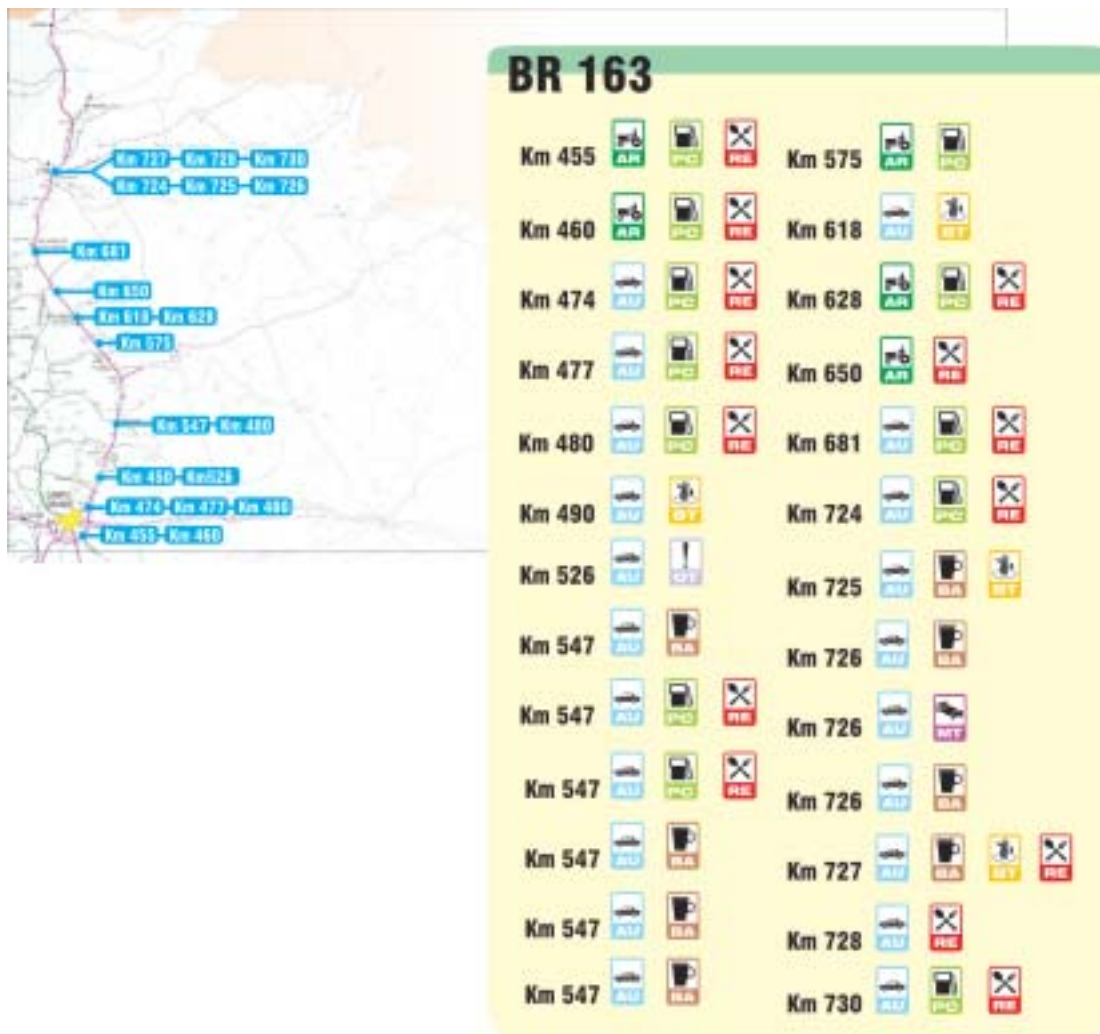 BR 163
Km 727 Km 728 Km 730
Km 724 Km 725 Km 726
Km 681
Km 650
Km 618 Km 628
Km 575
Km 547 Km 480
Km 450 Km526
Km 474 Km 477 Km 480
Km 455 Km 460
Km 455 AR PC RE
Km 460 AR PC RE
Km 474 AU PC RE
Km 477 AU PC RE
Km 480 AU PC RE
Km 490 AU BT
Km 526 AU OT
Km 547 AU BA
Km 547 AU PC RE
Km 547 AU PC RE
Km 547 AU BA
Km 547 AU BA
Km 547 AU BA
Km 575 AR PC
Km 618 AU BT
Km 628 AR PC RE
Km 650 AR RE
Km 681 AU PC RE
Km 724 AU PC RE
Km 725 AU BA BT
Km 726 AU BA
Km 726 AU MT
Km 726 AU BA
Km 727 AU BA BT RE
Km 728 AU RE
Km 730 AU PC RE